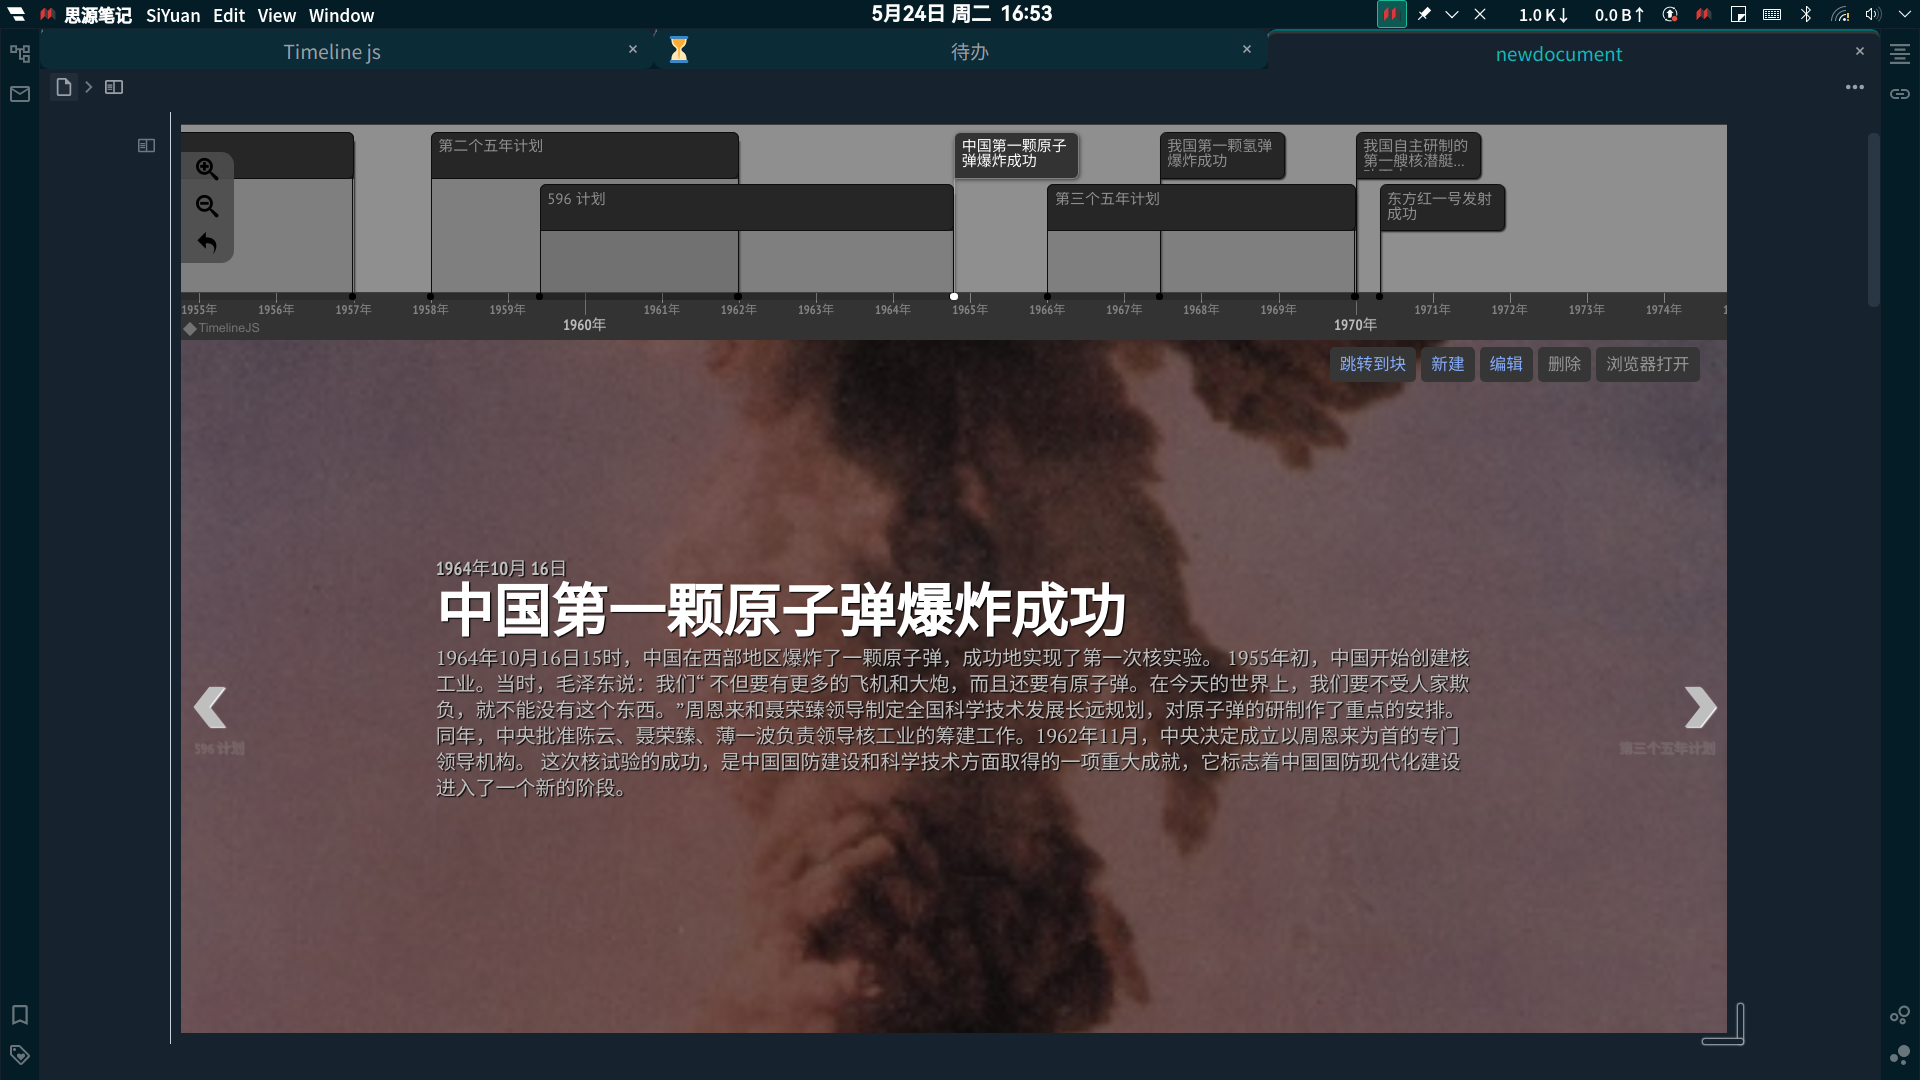 思源笔记 SiYuan Edit View Window
5月24日 周二 16:53
1.0 K↓ 0.0 B↑
Timeline js
待办
newdocument
第二个五年计划
中国第一颗原子
弹爆炸成功
我国第一颗氢弹
爆炸成功
我国自主研制的
第一艘核潜艇...
596 计划
第三个五年计划
东方红一号发射
成功
1955年 1956年 1957年 1958年 1959年 1961年 1962年 1963年 1964年 1965年 1966年 1967年 1968年 1969年 1971年 1972年 1973年 1974年
1960年 1970年
TimelineJS
跳转到块 新建 编辑 删除 浏览器打开
1964年10月 16日
中国第一颗原子弹爆炸成功
1964年10月16日15时，中国在西部地区爆炸了一颗原子弹，成功地实现了第一次核实验。 1955年初，中国开始创建核
工业。当时，毛泽东说：我们“ 不但要有更多的飞机和大炮，而且还要有原子弹。在今天的世界上，我们要不受人家欺
负，就不能没有这个东西。”周恩来和聂荣臻领导制定全国科学技术发展长远规划，对原子弹的研制作了重点的安排。
同年，中央批准陈云、聂荣臻、薄一波负责领导核工业的筹建工作。1962年11月，中央决定成立以周恩来为首的专门
领导机构。 这次核试验的成功，是中国国防建设和科学技术方面取得的一项重大成就，它标志着中国国防现代化建设
进入了一个新的阶段。
596 计划
第三个五年计划